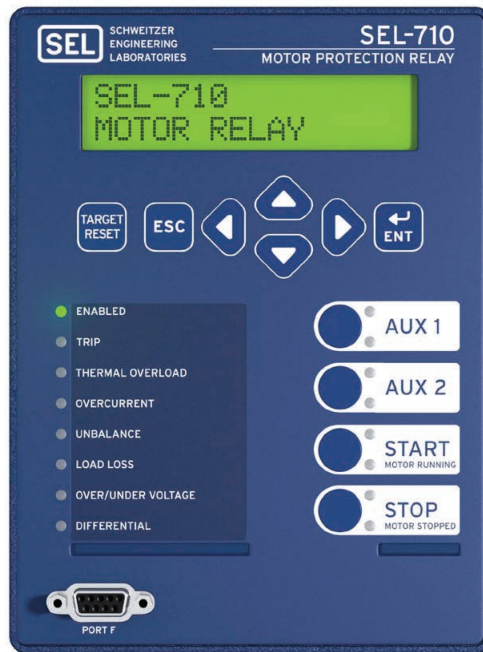 SEL
SCHWEITZER
ENGINEERING
LABORATORIES
SEL-710
MOTOR PROTECTION RELAY
SEL-710
MOTOR RELAY
TARGET
RESET
ESC
ENT
ENABLED
TRIP
THERMAL OVERLOAD
OVERCURRENT
UNBALANCE
LOAD LOSS
OVER/UNDER VOLTAGE
DIFFERENTIAL
AUX 1
AUX 2
START
MOTOR RUNNING
STOP
MOTOR STOPPED
PORT F